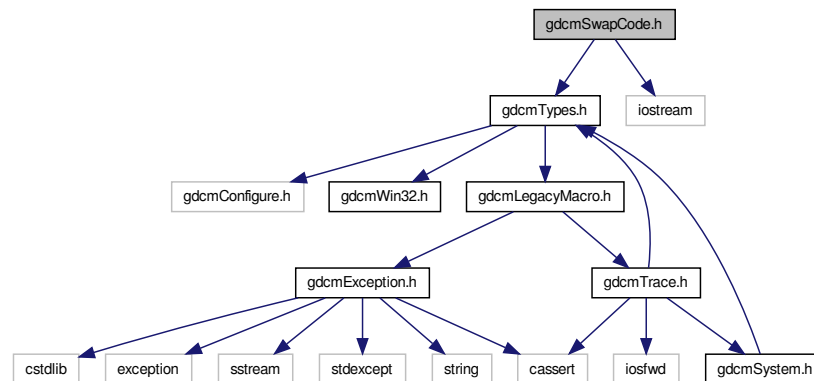 gdcmSwapCode.h
gdcmTypes.h
iostream
gdcmConfigure.h
gdcmWin32.h
gdcmLegacyMacro.h
gdcmException.h
gdcmTrace.h
cstdlib
exception
sstream
stdexcept
string
cassert
iosfwd
gdcmSystem.h